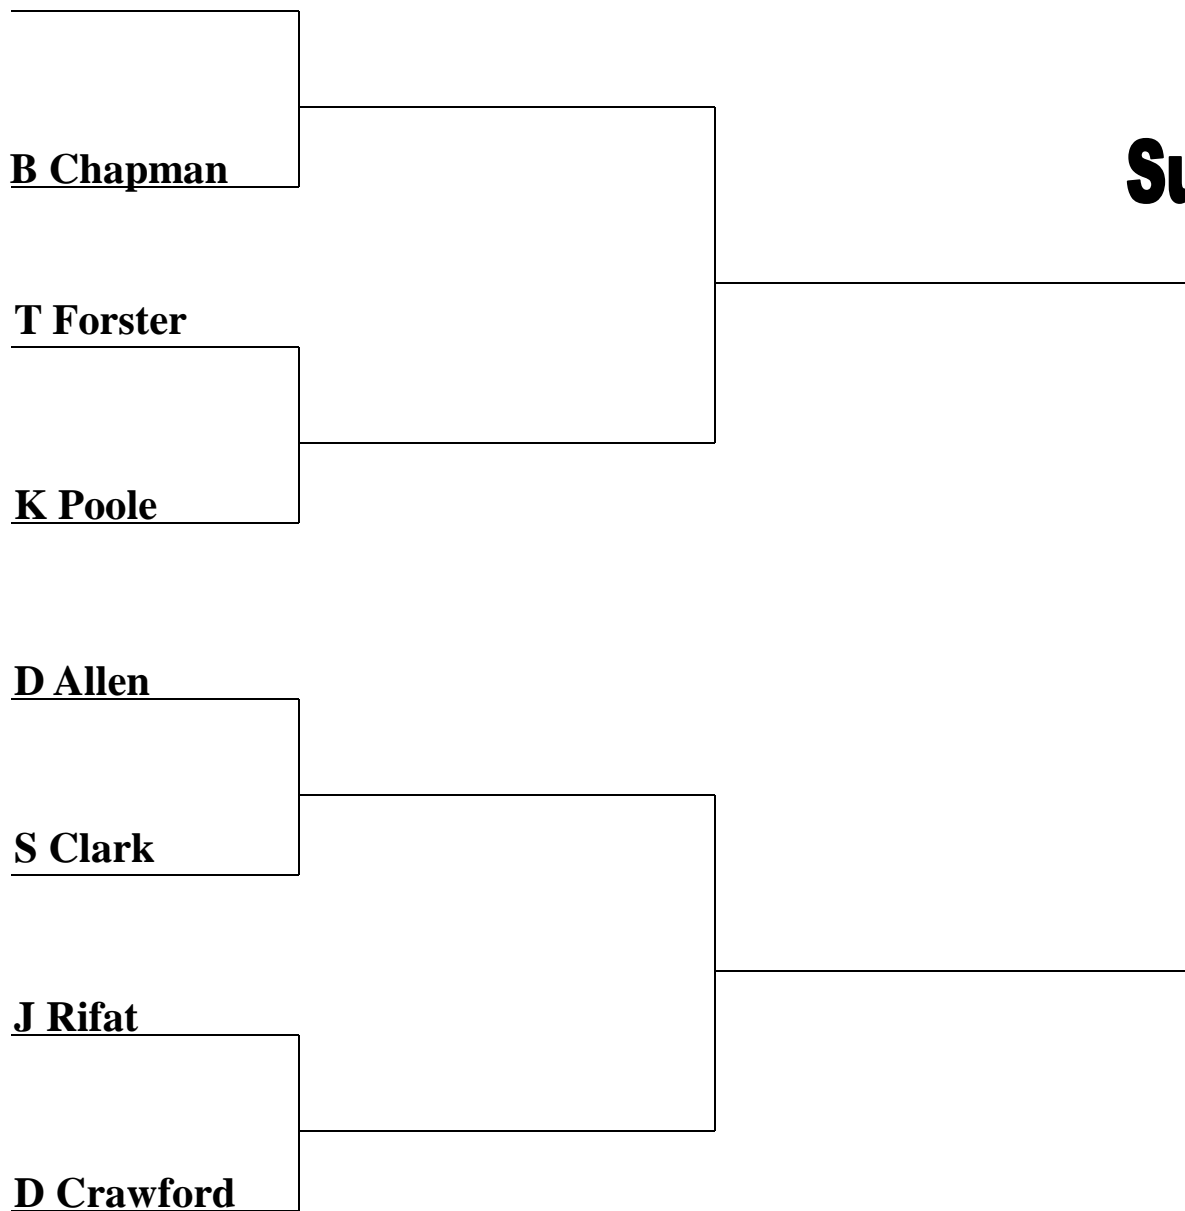 B Chapman
T Forster
K Poole
D Allen
S Clark
J Rifat
D Crawford